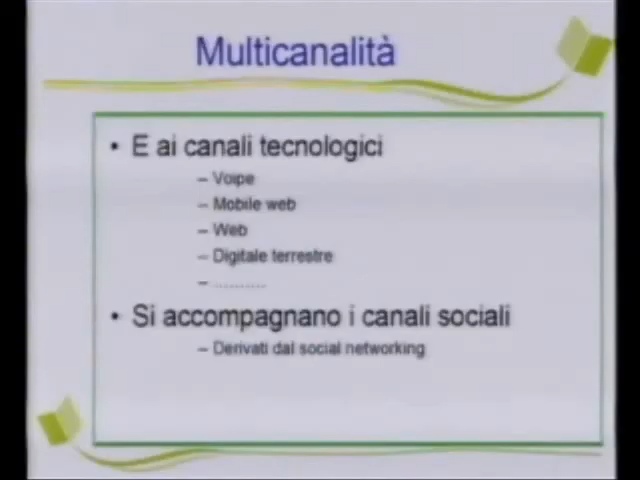 Multicanalità
• E ai canali tecnologici
– Voipe
– Mobile web
– Web
– Digitale terrestre
– ...........
• Si accompagnano i canali sociali
– Derivati dal social networking